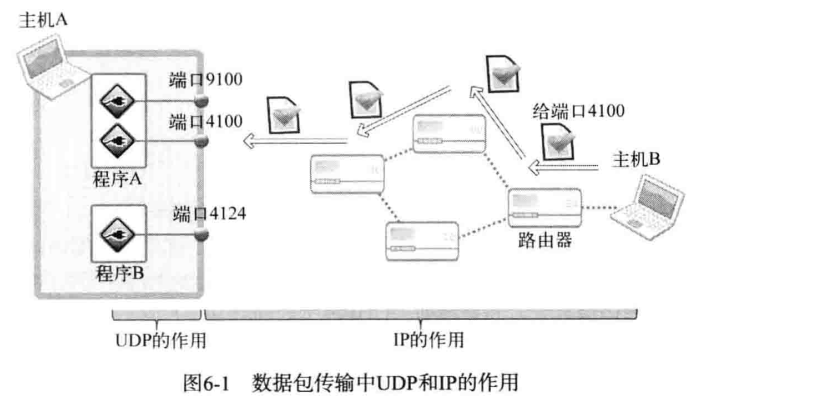 主机A
端口9100
端口4100
给端口4100
主机B
程序A
端口4124
路由器
程序B
UDP的作用
IP的作用
图6-1 数据包传输中UDP和IP的作用